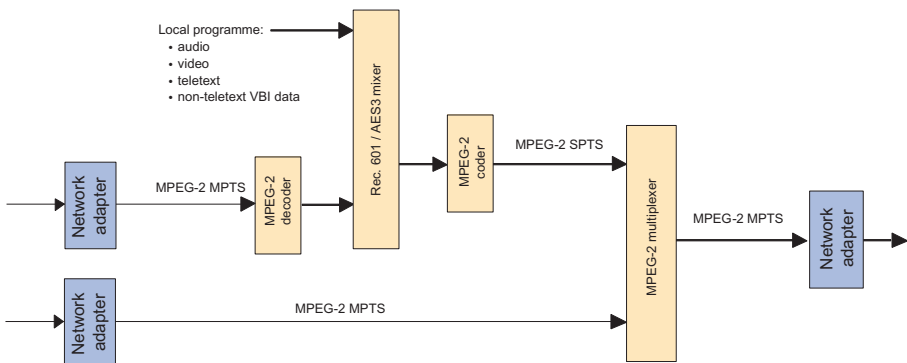 Local programme:
• audio
• video
• teletext
• non-teletext VBI data
Rec. 601 / AES3 mixer
MPEG-2
coder
MPEG-2 SPTS
Network
adapter
MPEG-2 MPTS
MPEG-2
decoder
MPEG-2 multiplexer
MPEG-2 MPTS
Network
adapter
Network
adapter
MPEG-2 MPTS